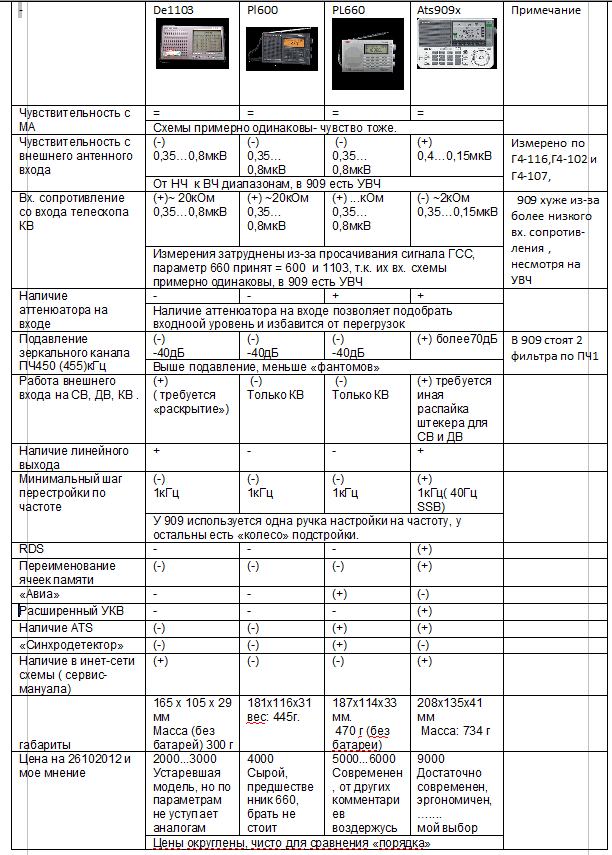 - De1103 Pl600 PL660 Ats909x Примечание
Чувствительность с МА = = = =
Схемы примерно одинаковы- чувство тоже.
Чувствительность с внешнего антенного входа (-) 0,35…0,8мкВ (-) 0,35… 0,8мкВ (-) 0,35… 0,8мкВ (+) 0,4…0,15мкВ Измерено по Г4-116,Г4-102 и Г4-107,
От НЧ к ВЧ диапазонам, в 909 есть УВЧ
Вх. сопротивление со входа телескопа КВ (+)~ 20кОм 0,35…0,8мкВ (+) ~20кОм 0,35… 0,8мкВ (+) ...кОм 0,35… 0,8мкВ (-) ~2кОм 0,35…0,15мкВ 909 хуже из-за более низкого вх. сопротив- ления , несмотря на УВЧ
Измерения затруднены из-за просачивания сигнала ГСС,
параметр 660 принят = 600 и 1103, т.к. их вх. схемы
примерно одинаковы, в 909 есть УВЧ
Наличие аттенюатора на входе - - + +
Наличие аттенюатора на входе позволяет подобрать
входноой уровень и избавится от перегрузок
Подавление зеркального канала ПЧ450 (455)кГц (-) -40дБ (-) -40дБ (-) -40дБ (+) более70дБ В 909 стоят 2 фильтра по ПЧ1
Выше подавление, меньше «фантомов»
Работа внешнего входа на СВ, ДВ, КВ . (+) ( требуется «раскрытие») (-) Только КВ (-) Только КВ (+) требуется иная распайка штекера для СВ и ДВ
Наличие линейного выхода + - - +
Минимальный шаг перестройки по частоте (-) 1кГц (-) 1кГц (-) 1кГц (+) 1кГц( 40Гц SSB)
У 909 используется одна ручка настройки на частоту, у
остальны есть «колесо» подстройки.
RDS - - - (+)
Переименование ячеек памяти (-) (-) (-) (+)
«Авиа» - - (+) (-)
Расширенный УКВ - - - (+)
Наличие ATS (-) (-) (+) (+)
«Синхродетектор» (-) (-) (+) (-)
Наличие в инет-сети схемы ( сервис- мануала) (+) (-) (-) (+)
габариты 165 x 105 x 29 мм Масса (без батарей) 300 г 181x116x31 вес: 445г. 187x114x33 мм. 470 г (без батареи) 208x135x41 мм Масса: 734 г
Цена на 26102012 и мое мнение 2000...3000 Устаревшая модель, но по параметрам не уступает аналогам 4000 Сырой, предшестве нник 660, брать не стоит 5000...6000 Современен , от других комментари ев воздержусь 9000 Достаточно современен, эргономичен, ……. мой выбор
Цены округлены, чисто для сравнения «порядка»